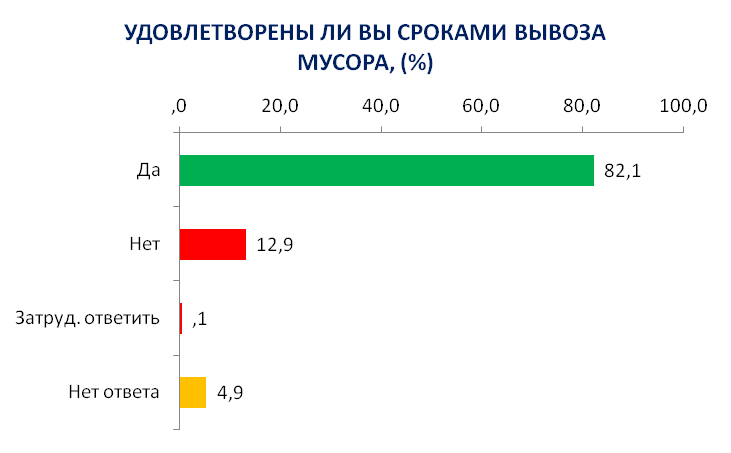 УДОВЛЕТВОРЕНЫ ЛИ ВЫ СРОКАМИ ВЫВОЗА
МУСОРА, (%)
,0 20,0 40,0 60,0 80,0 100,0
Да 82,1
Нет 12,9
Затруд. ответить ,1
Нет ответа 4,9